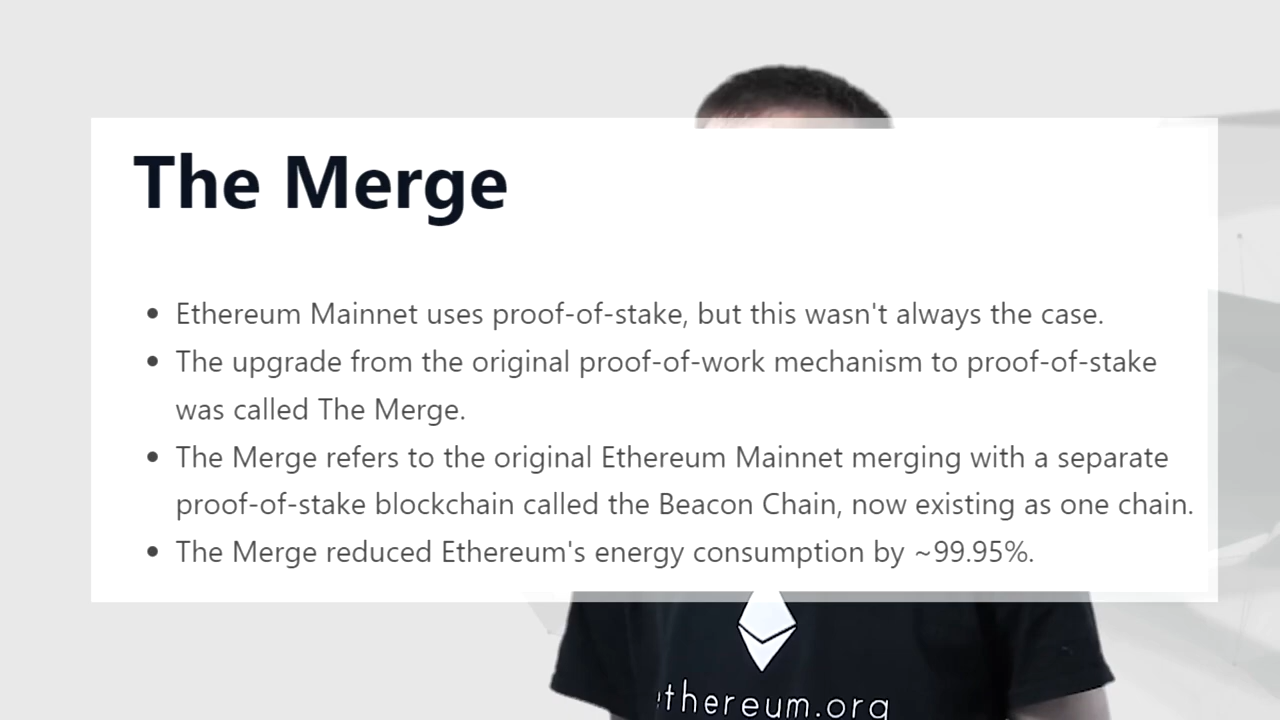 The Merge
• Ethereum Mainnet uses proof-of-stake, but this wasn't always the case.
• The upgrade from the original proof-of-work mechanism to proof-of-stake
was called The Merge.
• The Merge refers to the original Ethereum Mainnet merging with a separate
proof-of-stake blockchain called the Beacon Chain, now existing as one chain.
• The Merge reduced Ethereum's energy consumption by ~99.95%.
ethereum.org